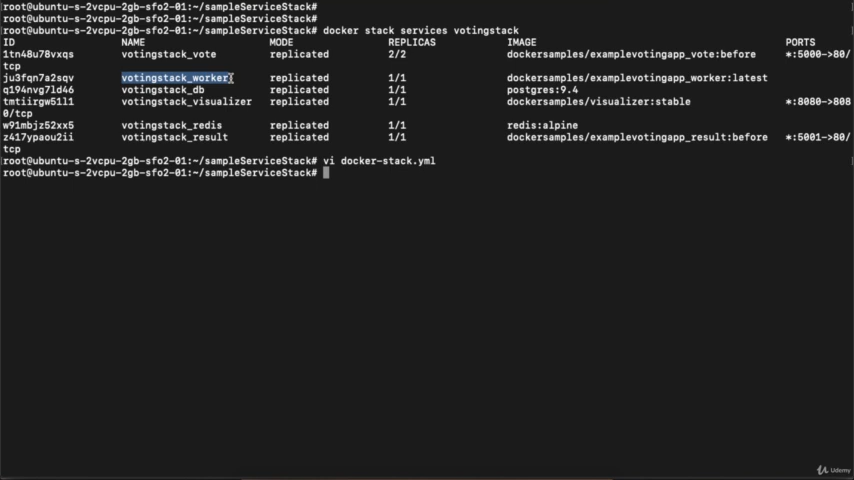 root@ubuntu-s-2vcpu-2gb-sfo2-01:~/sampleServiceStack#
root@ubuntu-s-2vcpu-2gb-sfo2-01:~/sampleServiceStack#
root@ubuntu-s-2vcpu-2gb-sfo2-01:~/sampleServiceStack# docker stack services votingstack
ID NAME MODE REPLICAS IMAGE PORTS
1tn48u78vxqs votingstack_vote replicated 2/2 dockersamples/examplevotingapp_vote:before *:5000->80/
tcp
ju3fqn7a2sqv votingstack_worker replicated 1/1 dockersamples/examplevotingapp_worker:latest
q194nvg7ld46 votingstack_db replicated 1/1 postgres:9.4
tmtiirgw51l1 votingstack_visualizer replicated 1/1 dockersamples/visualizer:stable *:8080->808
0/tcp
w91mbjz52xx5 votingstack_redis replicated 1/1 redis:alpine
z417ypaou2ii votingstack_result replicated 1/1 dockersamples/examplevotingapp_result:before *:5001->80/
tcp
root@ubuntu-s-2vcpu-2gb-sfo2-01:~/sampleServiceStack# vi docker-stack.yml
root@ubuntu-s-2vcpu-2gb-sfo2-01:~/sampleServiceStack#
Udemy